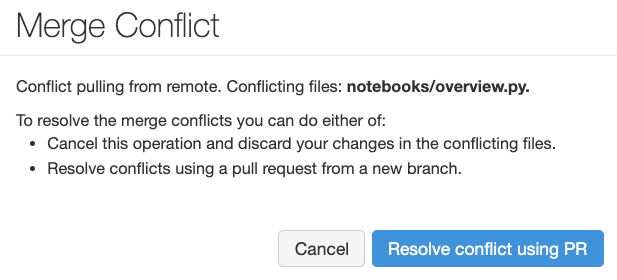 Merge Conflict
Conflict pulling from remote. Conflicting files: notebooks/overview.py.
To resolve the merge conflicts you can do either of:
• Cancel this operation and discard your changes in the conflicting files.
• Resolve conflicts using a pull request from a new branch.
Cancel
Resolve conflict using PR